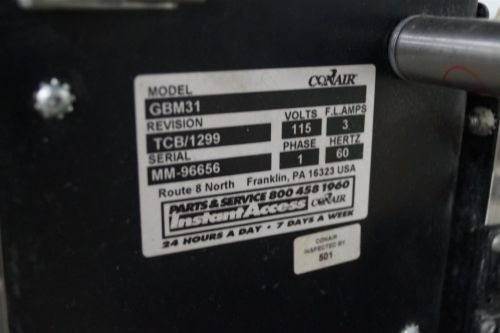 MODEL CONAIR
GBM31
REVISION VOLTS F.L.AMPS
TCB/1299 115 3
SERIAL PHASE HERTZ
MM-96656 1 60
Route 8 North Franklin, PA 16323 USA
PARTS & SERVICE 800 458 1960
InstantAccess CONAIR
24 HOURS A DAY • 7 DAYS A WEEK
CONAIR
INSPECTED BY
501